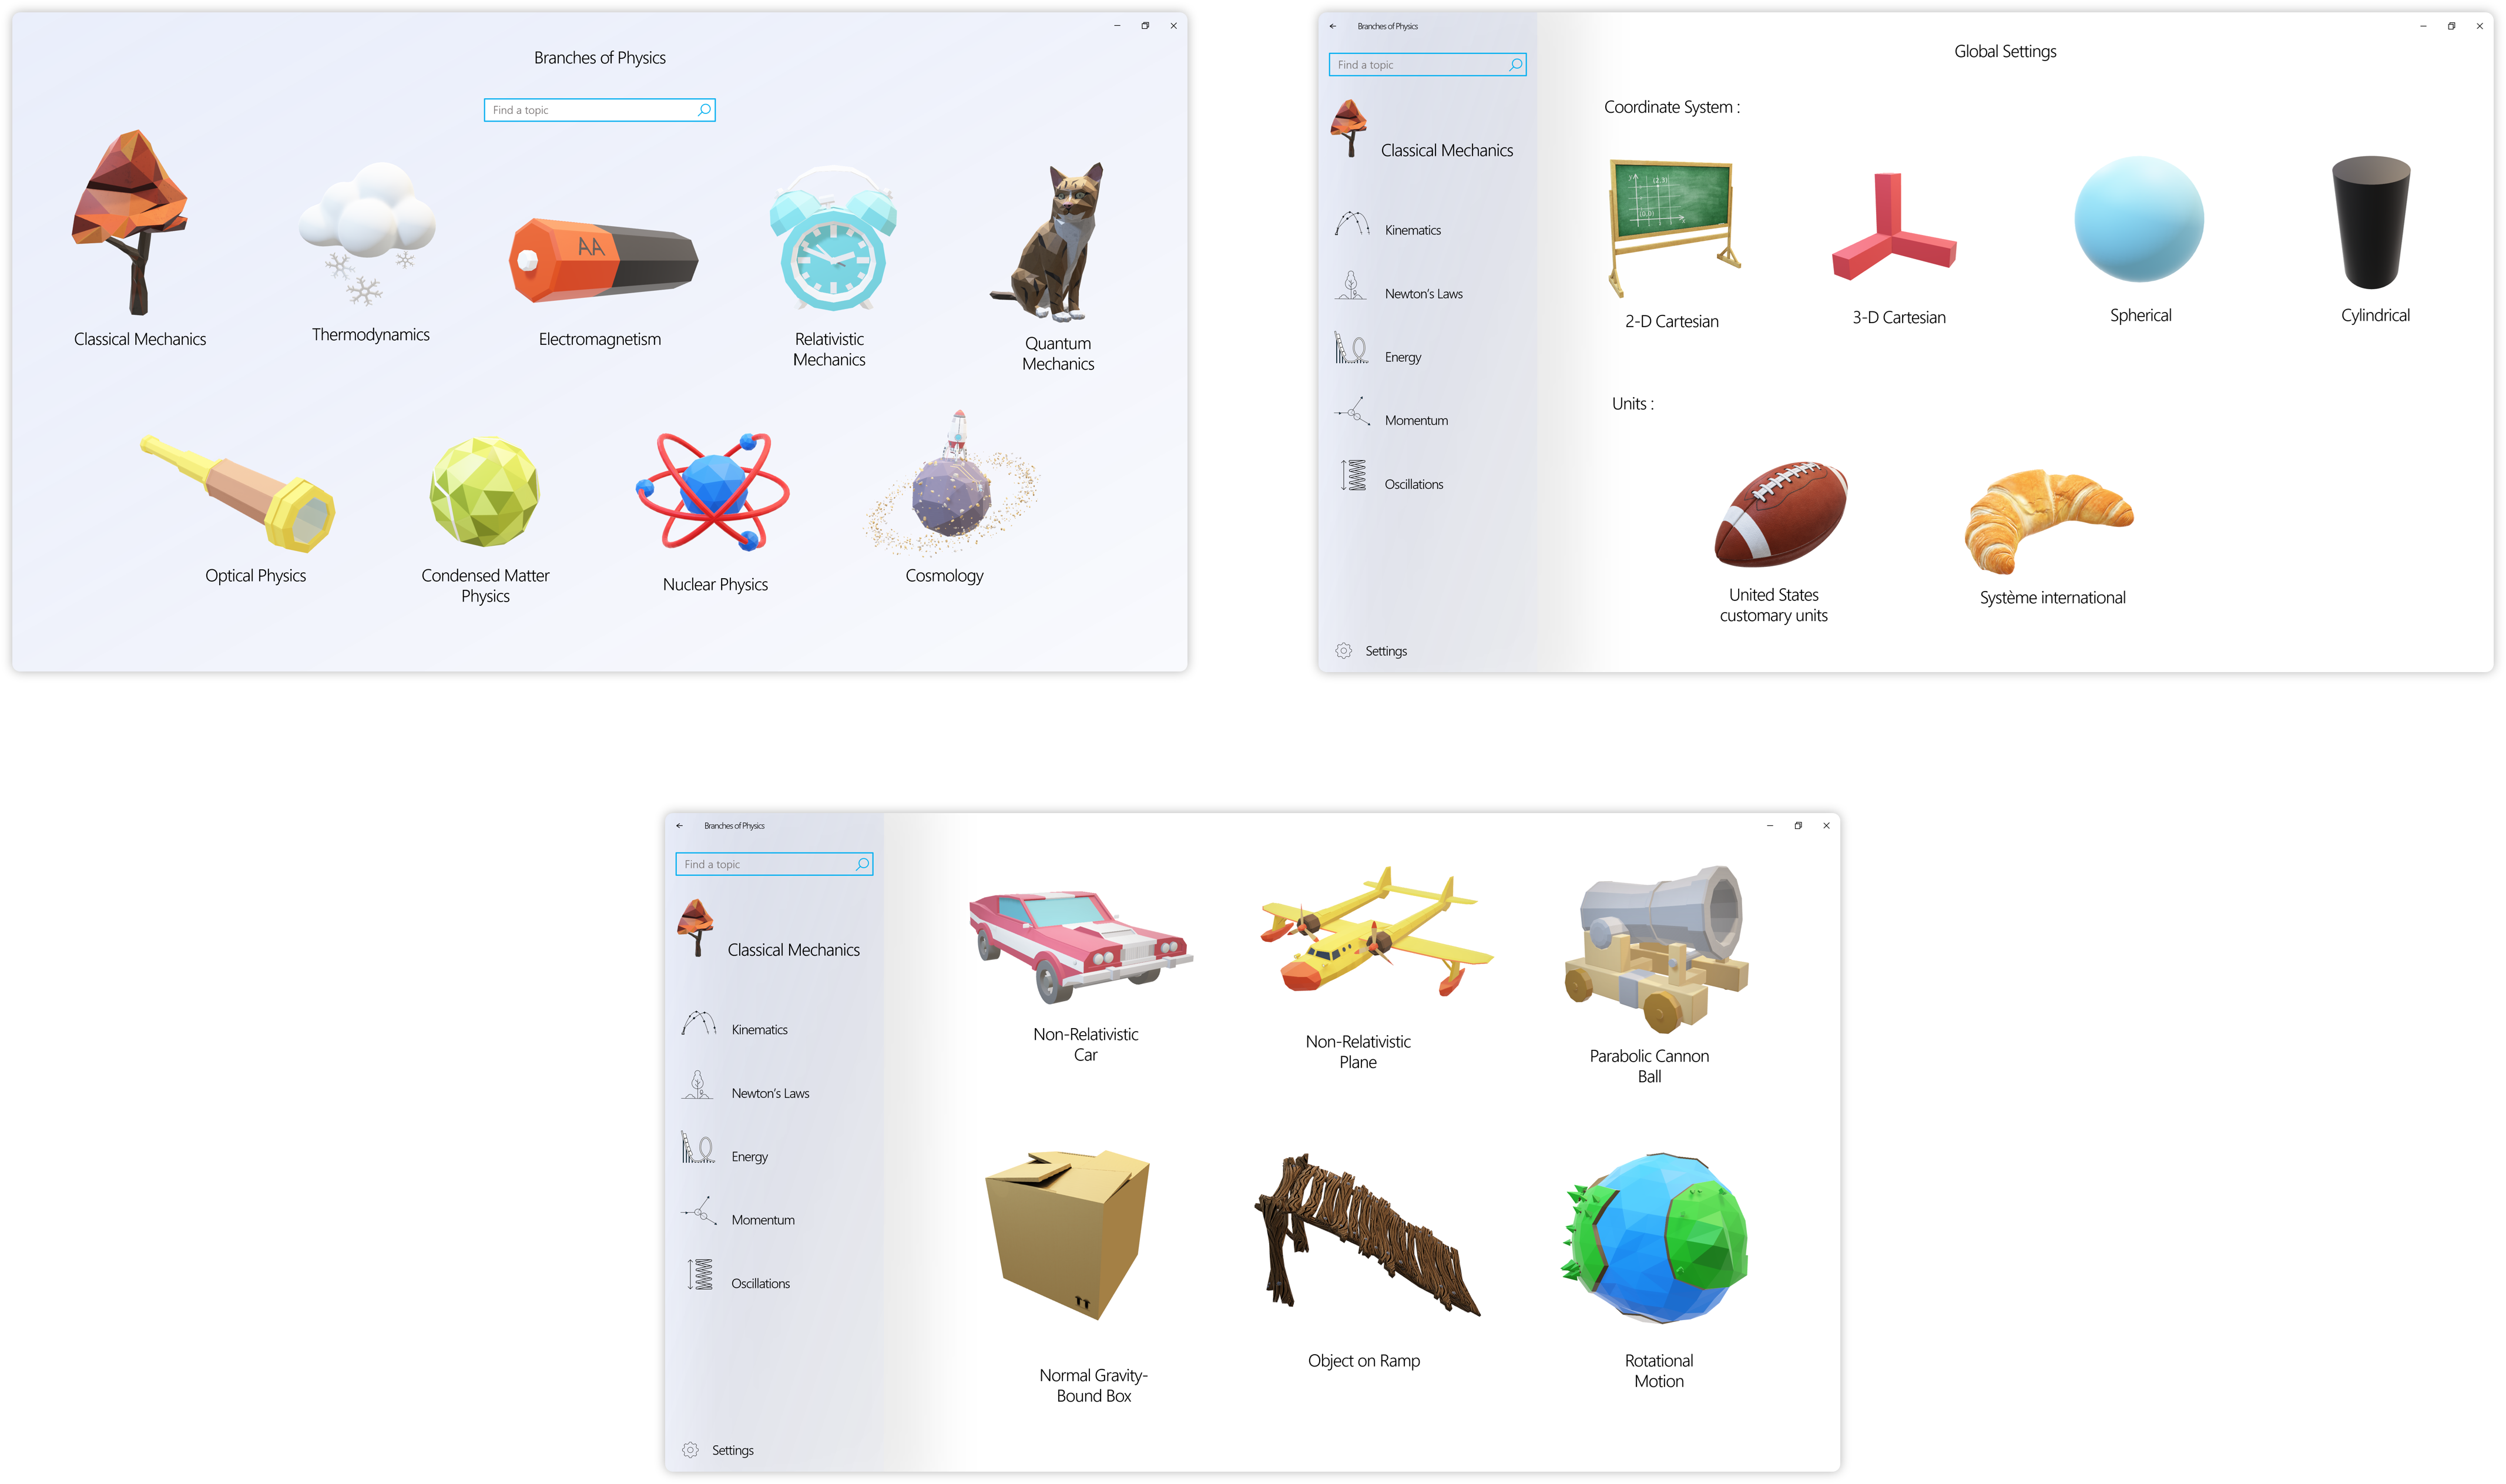 Branches of Physics
Find a topic
AA
Classical Mechanics
Thermodynamics
Electromagnetism
Relativistic
Mechanics
Quantum
Mechanics
Optical Physics
Condensed Matter
Physics
Nuclear Physics
Cosmology
Branches of Physics
Find a topic
Classical Mechanics
Kinematics
Newton's Laws
Energy
Momentum
Oscillations
Settings
Global Settings
Coordinate System :
y
(2,3)
(0,0)
x
2-D Cartesian
3-D Cartesian
Spherical
Cylindrical
Units :
United States
customary units
Système international
Branches of Physics
Find a topic
Classical Mechanics
Kinematics
Newton's Laws
Energy
Momentum
Oscillations
Settings
Non-Relativistic
Car
Non-Relativistic
Plane
Parabolic Cannon
Ball
Normal Gravity-
Bound Box
Object on Ramp
Rotational
Motion